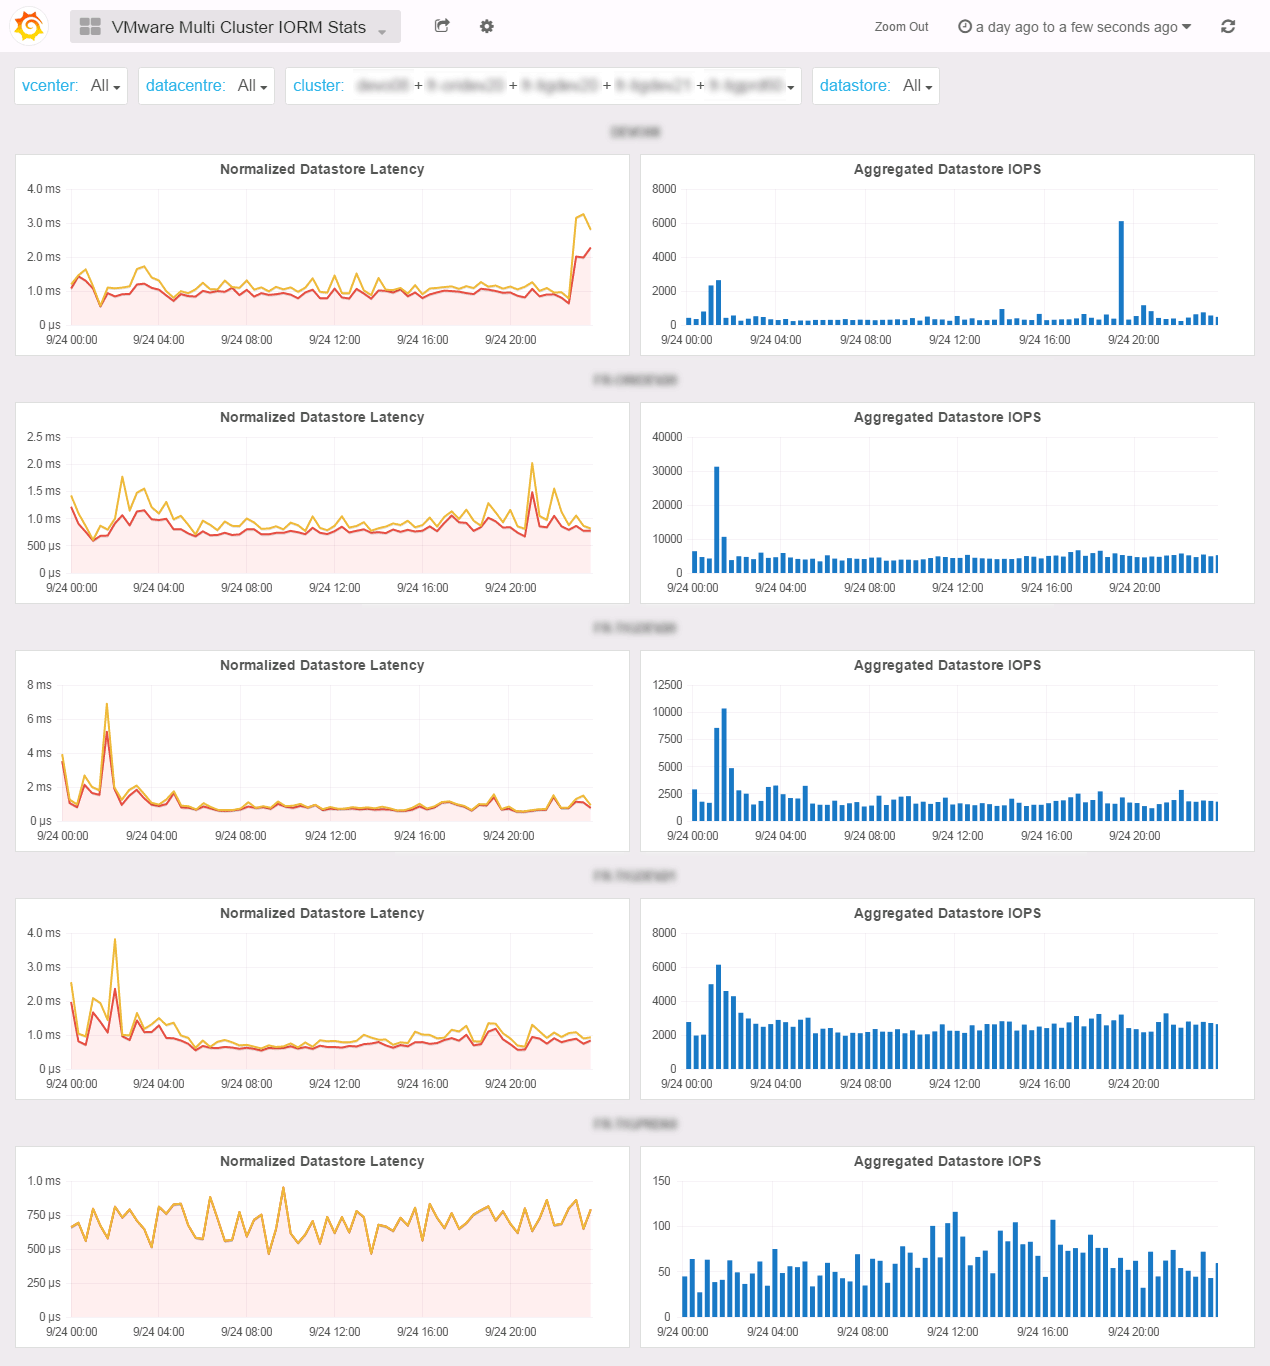 VMware Multi Cluster IORM Stats
Zoom Out
a day ago to a few seconds ago
vcenter: All
datacentre: All
cluster: + + + +
datastore: All
Normalized Datastore Latency
4.0 ms
3.0 ms
2.0 ms
1.0 ms
0 µs
9/24 00:00 9/24 04:00 9/24 08:00 9/24 12:00 9/24 16:00 9/24 20:00
Aggregated Datastore IOPS
8000
6000
4000
2000
0
9/24 00:00 9/24 04:00 9/24 08:00 9/24 12:00 9/24 16:00 9/24 20:00
Normalized Datastore Latency
2.5 ms
2.0 ms
1.5 ms
1.0 ms
500 µs
0 µs
9/24 00:00 9/24 04:00 9/24 08:00 9/24 12:00 9/24 16:00 9/24 20:00
Aggregated Datastore IOPS
40000
30000
20000
10000
0
9/24 00:00 9/24 04:00 9/24 08:00 9/24 12:00 9/24 16:00 9/24 20:00
Normalized Datastore Latency
8 ms
6 ms
4 ms
2 ms
0 µs
9/24 00:00 9/24 04:00 9/24 08:00 9/24 12:00 9/24 16:00 9/24 20:00
Aggregated Datastore IOPS
12500
10000
7500
5000
2500
0
9/24 00:00 9/24 04:00 9/24 08:00 9/24 12:00 9/24 16:00 9/24 20:00
Normalized Datastore Latency
4.0 ms
3.0 ms
2.0 ms
1.0 ms
0 µs
9/24 00:00 9/24 04:00 9/24 08:00 9/24 12:00 9/24 16:00 9/24 20:00
Aggregated Datastore IOPS
8000
6000
4000
2000
0
9/24 00:00 9/24 04:00 9/24 08:00 9/24 12:00 9/24 16:00 9/24 20:00
Normalized Datastore Latency
1.0 ms
750 µs
500 µs
250 µs
0 µs
9/24 00:00 9/24 04:00 9/24 08:00 9/24 12:00 9/24 16:00 9/24 20:00
Aggregated Datastore IOPS
150
100
50
0
9/24 00:00 9/24 04:00 9/24 08:00 9/24 12:00 9/24 16:00 9/24 20:00